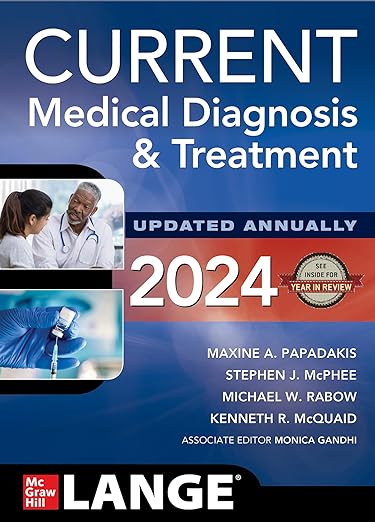 CURRENT
Medical Diagnosis
& Treatment
UPDATED ANNUALLY
2024
SEE
INSIDE FOR
YEAR IN REVIEW
MAXINE A. PAPADAKIS
STEPHEN J. McPHEE
MICHAEL W. RABOW
KENNETH R. McQUAID
ASSOCIATE EDITOR MONICA GANDHI
Mc
Graw
Hill
LANGE®